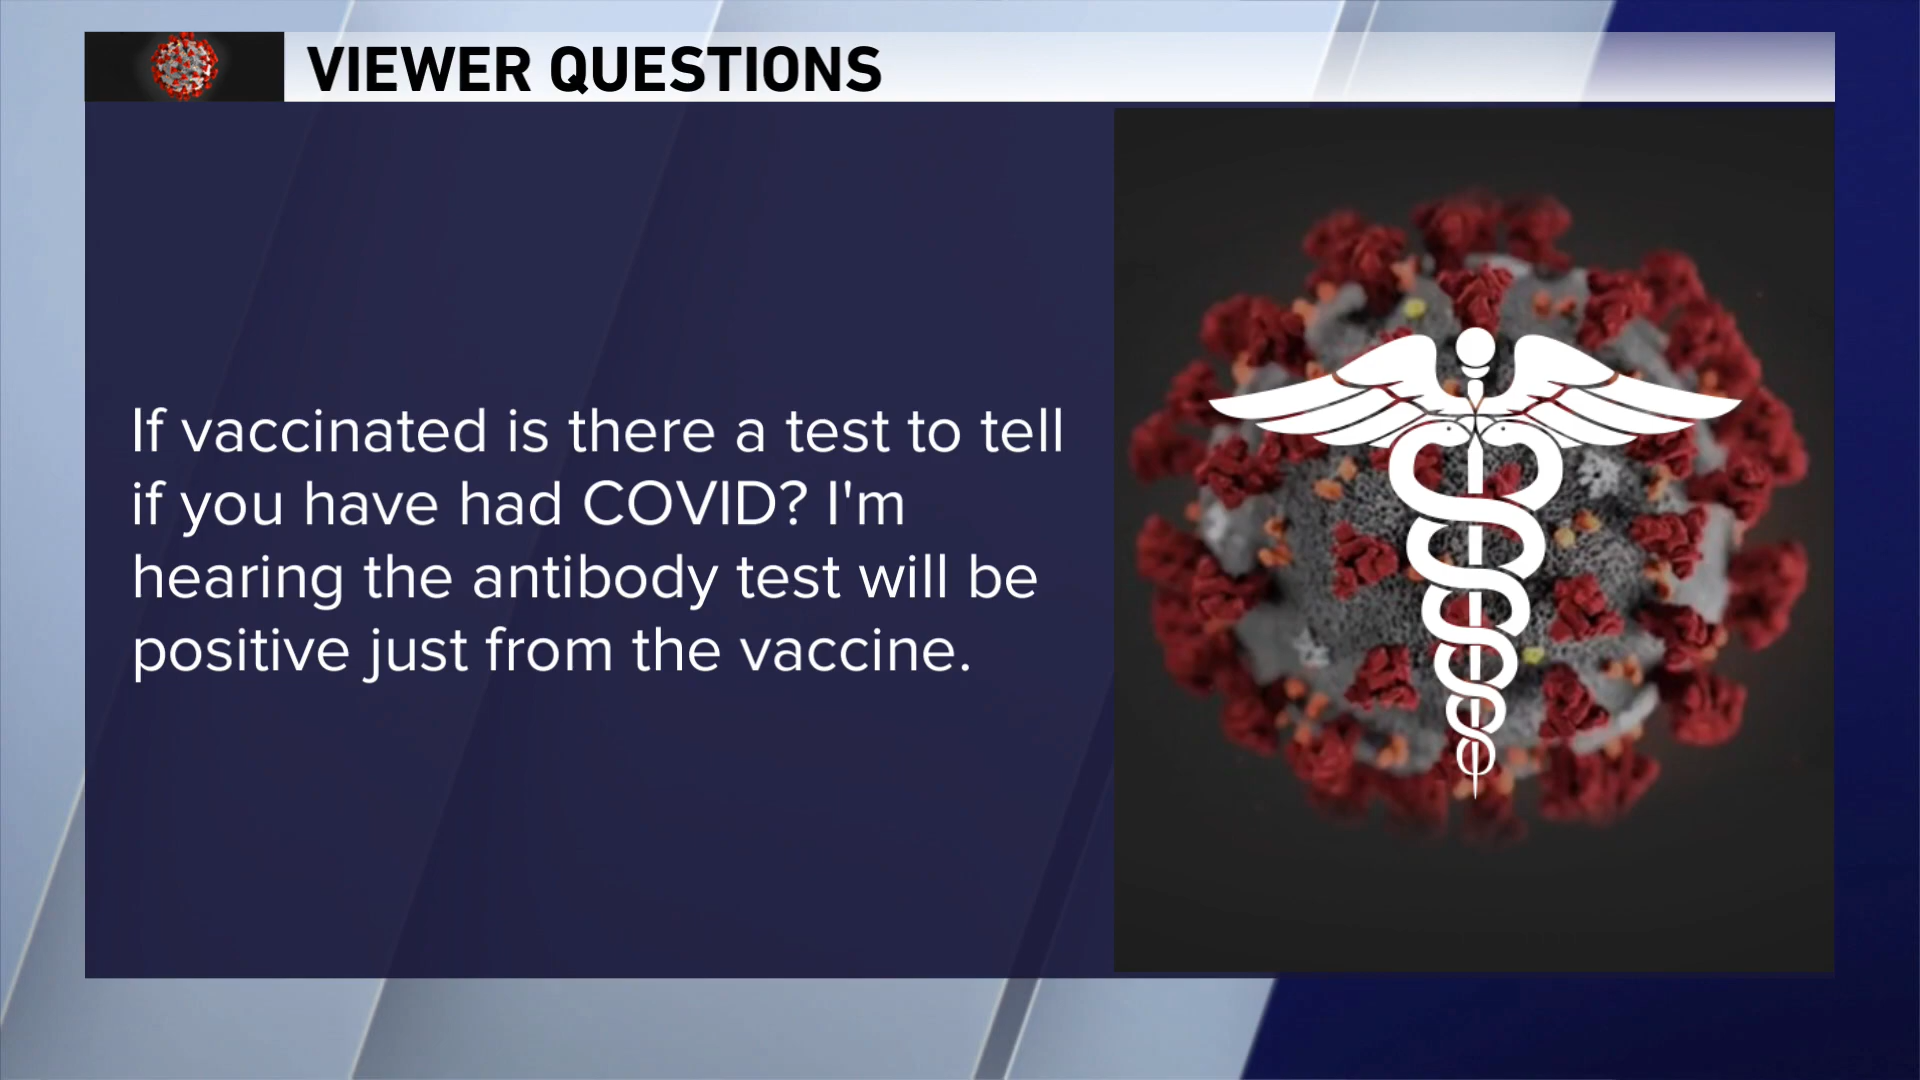 VIEWER QUESTIONS
If vaccinated is there a test to tell
if you have had COVID? I'm
hearing the antibody test will be
positive just from the vaccine.